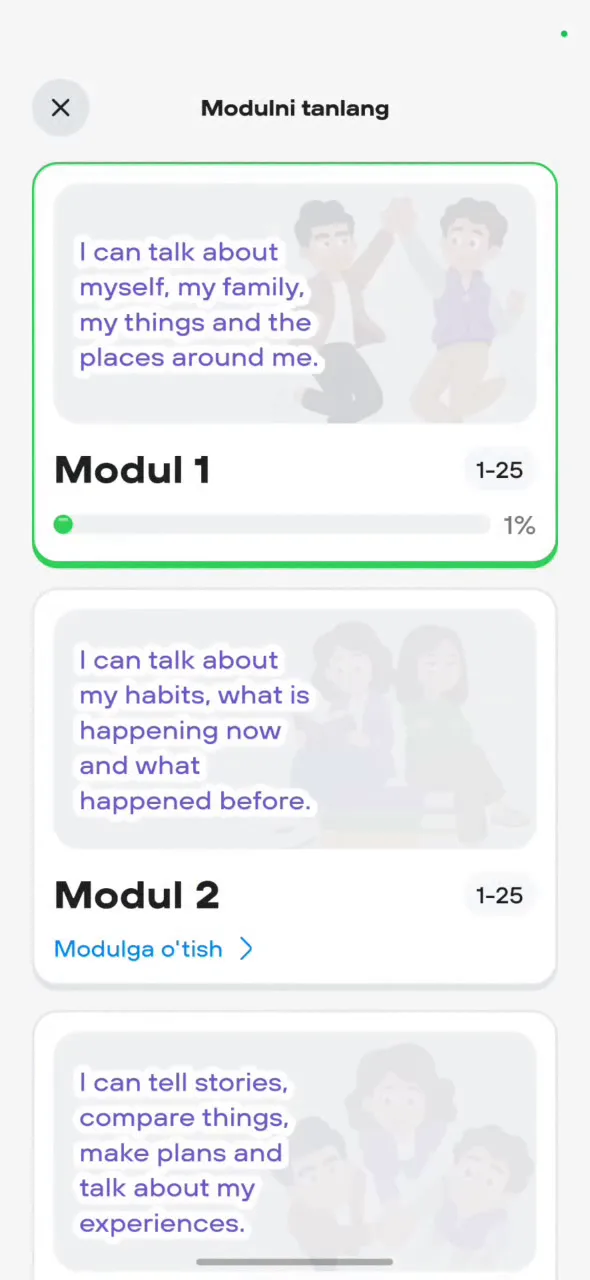 Modulni tanlang
I can talk about
myself, my family,
my things and the
places around me.
Modul 1
1-25
1%
I can talk about
my habits, what is
happening now
and what
happened before.
Modul 2
1-25
Modulga o'tish
I can tell stories,
compare things,
make plans and
talk about my
experiences.